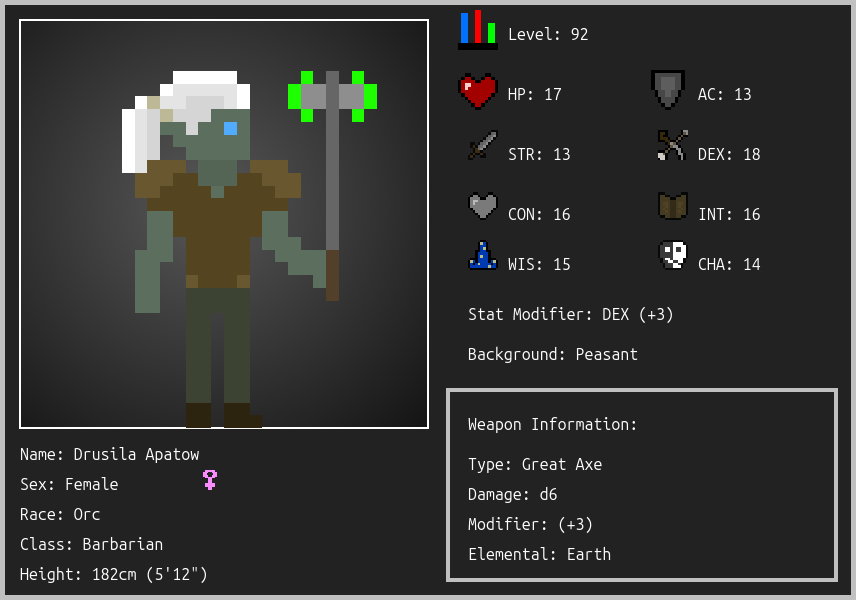 Level: 92
HP: 17
AC: 13
STR: 13
DEX: 18
CON: 16
INT: 16
WIS: 15
CHA: 14
Stat Modifier: DEX (+3)
Background: Peasant
Weapon Information:
Type: Great Axe
Damage: d6
Modifier: (+3)
Elemental: Earth
Name: Drusila Apatow
Sex: Female
Race: Orc
Class: Barbarian
Height: 182cm (5'12")